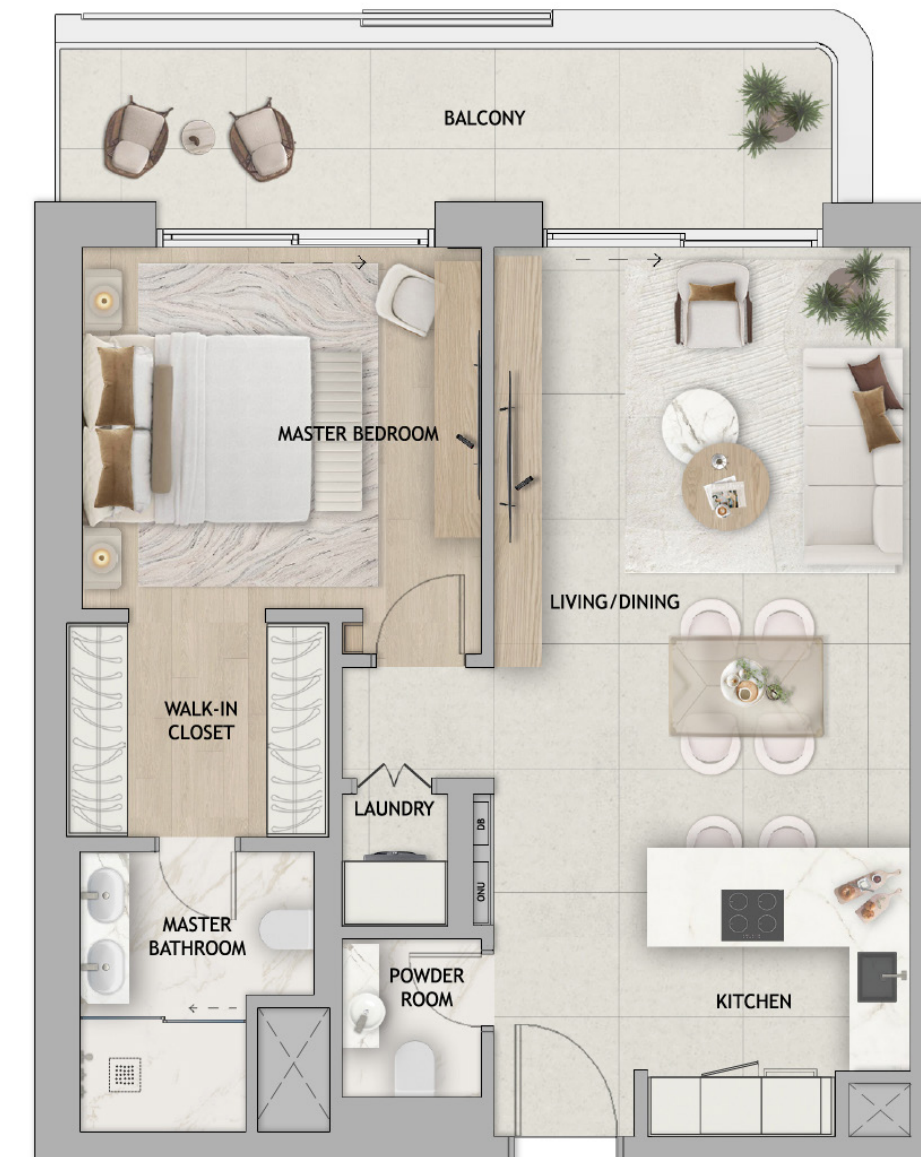 BALCONY
MASTER BEDROOM
LIVING/DINING
WALK-IN
CLOSET
LAUNDRY
DB
ONU
MASTER
BATHROOM
POWDER
ROOM
KITCHEN